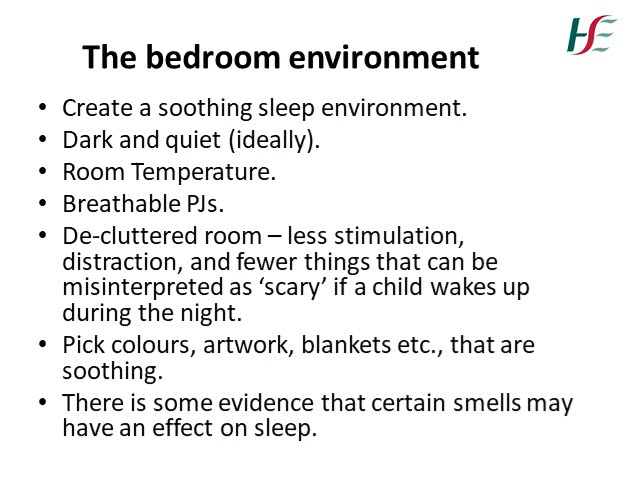 The bedroom environment
HSE
• Create a soothing sleep environment.
• Dark and quiet (ideally).
• Room Temperature.
• Breathable PJs.
• De-cluttered room – less stimulation,
distraction, and fewer things that can be
misinterpreted as ‘scary’ if a child wakes up
during the night.
• Pick colours, artwork, blankets etc., that are
soothing.
• There is some evidence that certain smells may
have an effect on sleep.